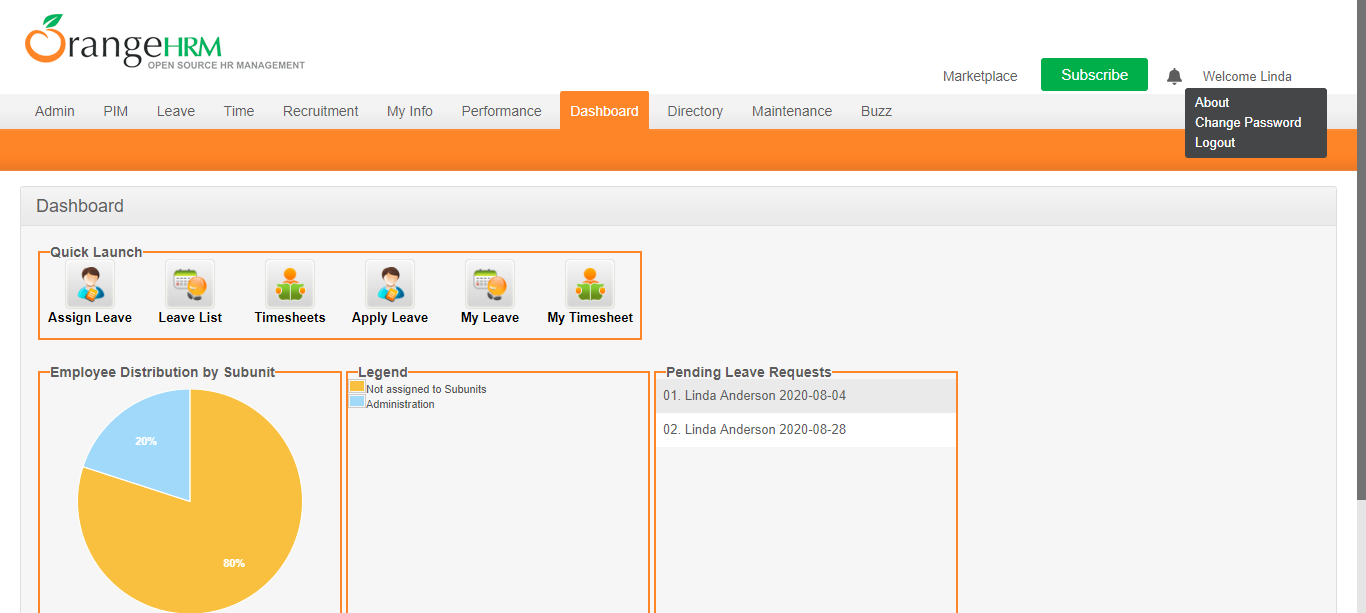 OrangeHRM
OPEN SOURCE HR MANAGEMENT
Marketplace
Subscribe
Welcome Linda
About
Change Password
Logout
Admin PIM Leave Time Recruitment My Info Performance Dashboard Directory Maintenance Buzz
Dashboard
Quick Launch
Assign Leave Leave List Timesheets Apply Leave My Leave My Timesheet
Employee Distribution by Subunit
20%
80%
Legend
Not assigned to Subunits
Administration
Pending Leave Requests
01. Linda Anderson 2020-08-04
02. Linda Anderson 2020-08-28